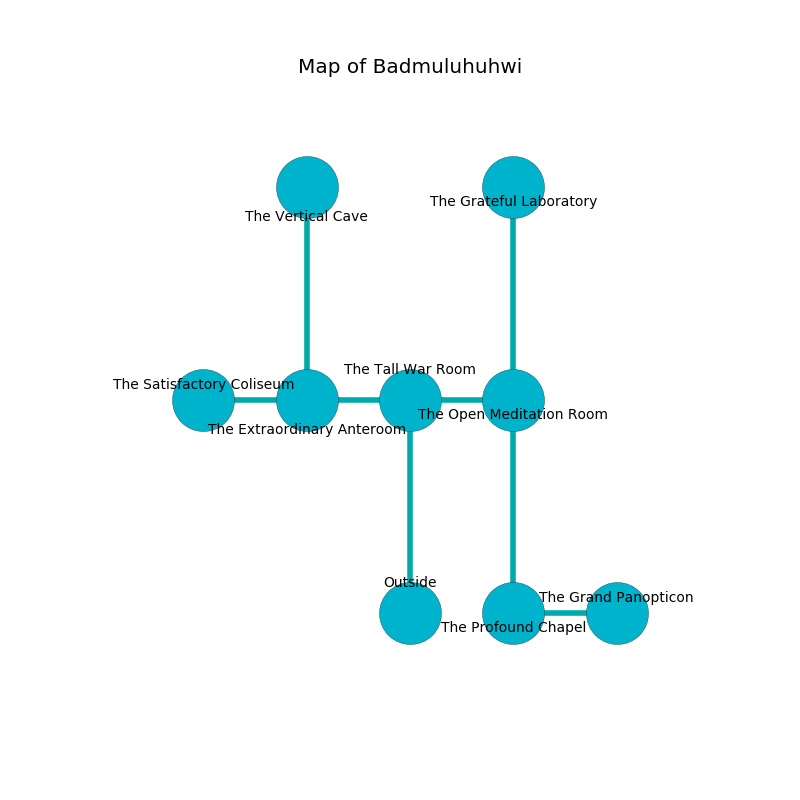 Map of Badmuluhuhwi
The Grateful Laboratory
The Vertical Cave
The Tall War Room
The Satisfactory Coliseum
The Open Meditation Room
The Extraordinary Anteroom
Outside
The Grand Panopticon
The Profound Chapel